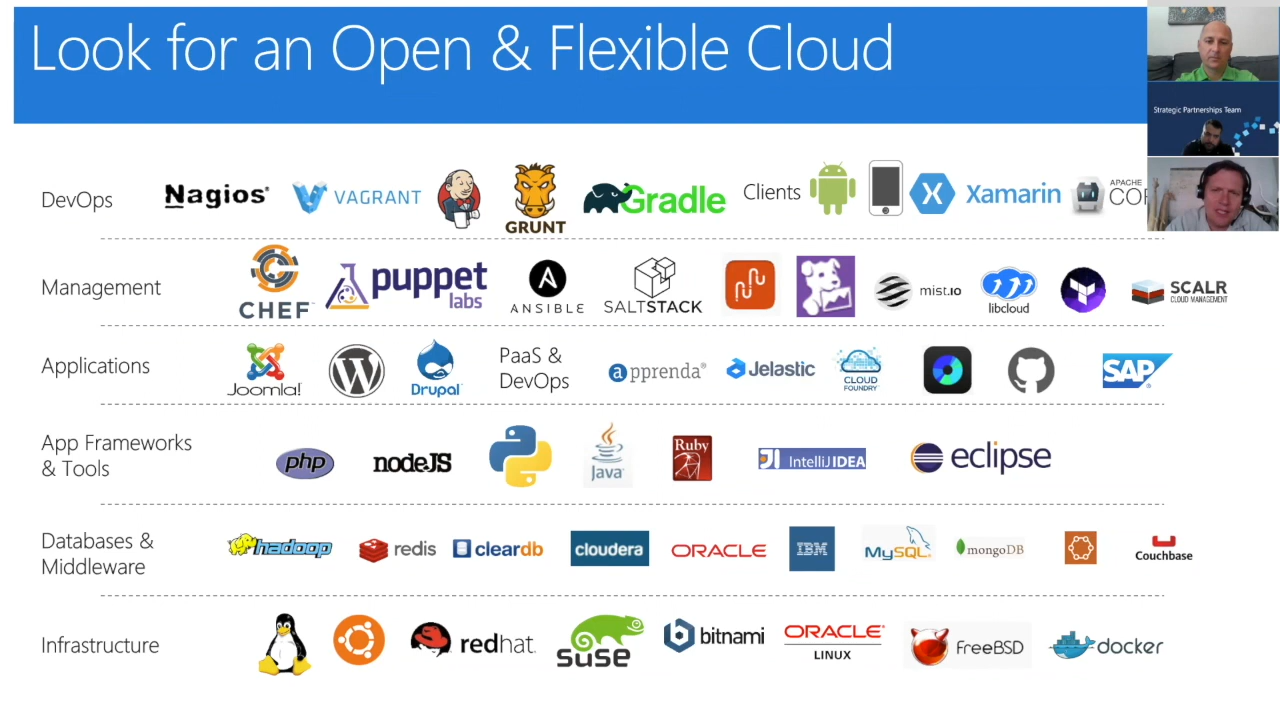 Look for an Open & Flexible Cloud
Strategic Partnerships Team
DevOps
Nagios®
VAGRANT
GRUNT
Gradle
Clients
Xamarin
APACHE
Management
CHEF
puppet
labs
ANSIBLE
SALTSTACK
mist.io
libcloud
SCALR
CLOUD MANAGEMENT
Applications
Joomla!
Drupal
PaaS &
DevOps
apprenda®
Jelastic
CLOUD
FOUNDRY
SAP
App Frameworks
& Tools
php
nodeJS
Java
Ruby
IntelliJ IDEA
eclipse
Databases &
Middleware
hadoop
redis
cleardb
cloudera
ORACLE
IBM
MySQL
mongoDB
Couchbase
Infrastructure
redhat.
SUSE
bitnami
ORACLE®
LINUX
FreeBSD
docker